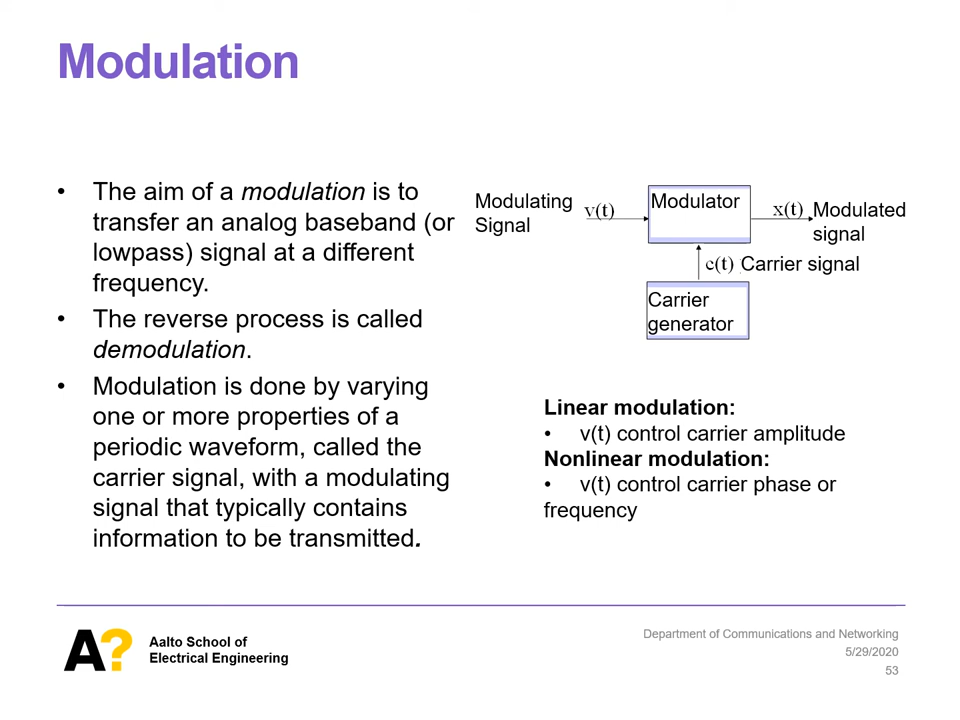 Modulation
• The aim of a modulation is to
transfer an analog baseband (or
lowpass) signal at a different
frequency.
• The reverse process is called
demodulation.
• Modulation is done by varying
one or more properties of a
periodic waveform, called the
carrier signal, with a modulating
signal that typically contains
information to be transmitted.
Modulating
Signal
v(t)
Modulator
x(t)
Modulated
signal
c(t) Carrier signal
Carrier
generator
Linear modulation:
• v(t) control carrier amplitude
Nonlinear modulation:
• v(t) control carrier phase or
frequency
A?
Aalto School of
Electrical Engineering
Department of Communications and Networking
5/29/2020
53